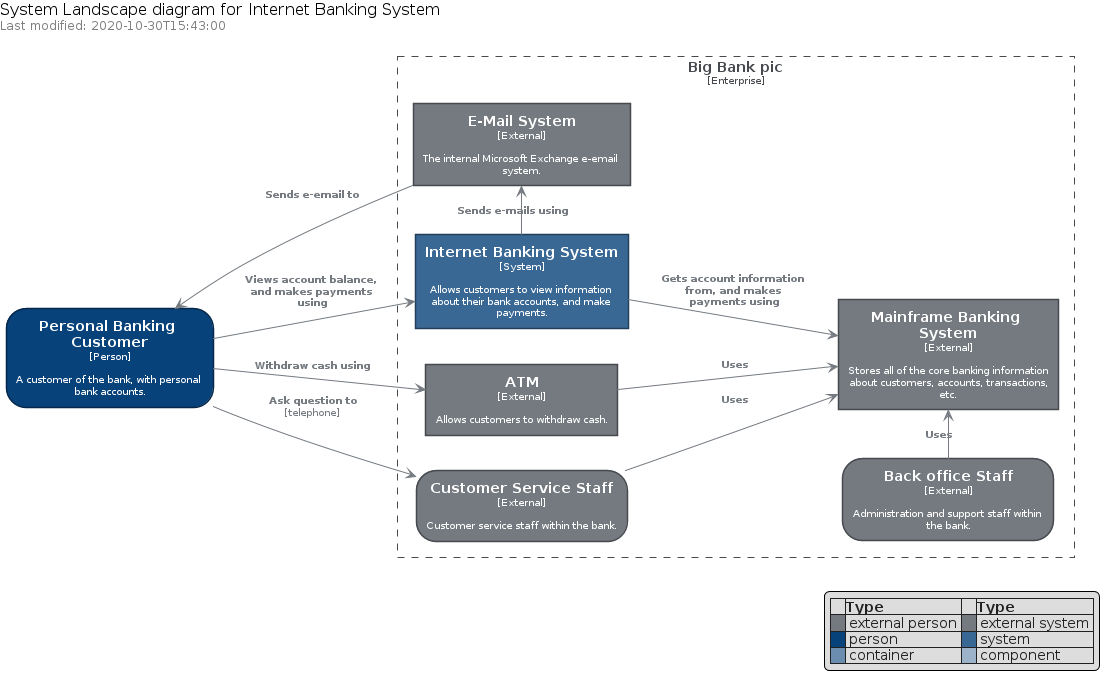 System Landscape diagram for Internet Banking System
Last modified: 2020-10-30T15:43:00
Big Bank pic
[Enterprise]
E-Mail System
[External]
The internal Microsoft Exchange e-email
system.
Sends e-email to
Sends e-mails using
Internet Banking System
[System]
Allows customers to view information
about their bank accounts, and make
payments.
Views account balance,
and makes payments
using
Gets account information
from, and makes
payments using
Personal Banking
Customer
[Person]
A customer of the bank, with personal
bank accounts.
Mainframe Banking
System
[External]
Stores all of the core banking information
about customers, accounts, transactions,
etc.
Withdraw cash using
ATM
[External]
Allows customers to withdraw cash.
Uses
Uses
Ask question to
[telephone]
Uses
Customer Service Staff
[External]
Customer service staff within the bank.
Back office Staff
[External]
Administration and support staff within
the bank.
Type Type
external person external system
person system
container component